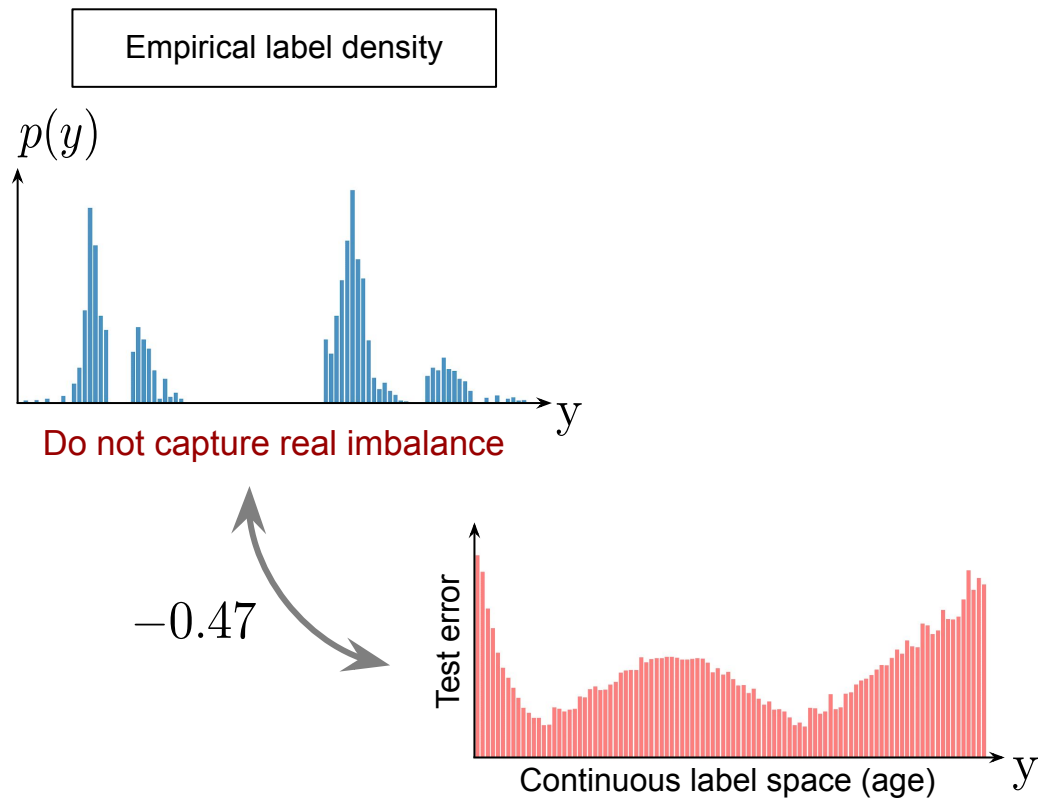 Empirical label density
p(y)
y
Do not capture real imbalance
−0.47
Test error
y
Continuous label space (age)